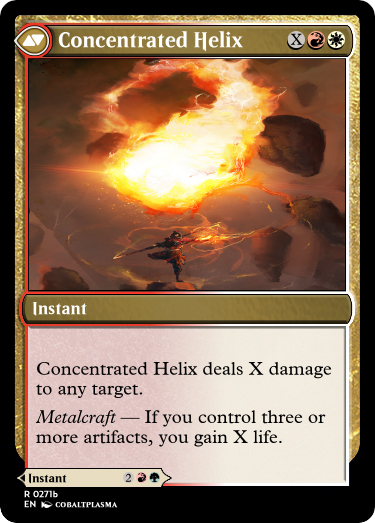 Concentrated Helix X
Instant
Concentrated Helix deals X damage
to any target.
Metalcraft — If you control three or
more artifacts, you gain X life.
Instant 2
R 0271b
EN COBALTPLASMA